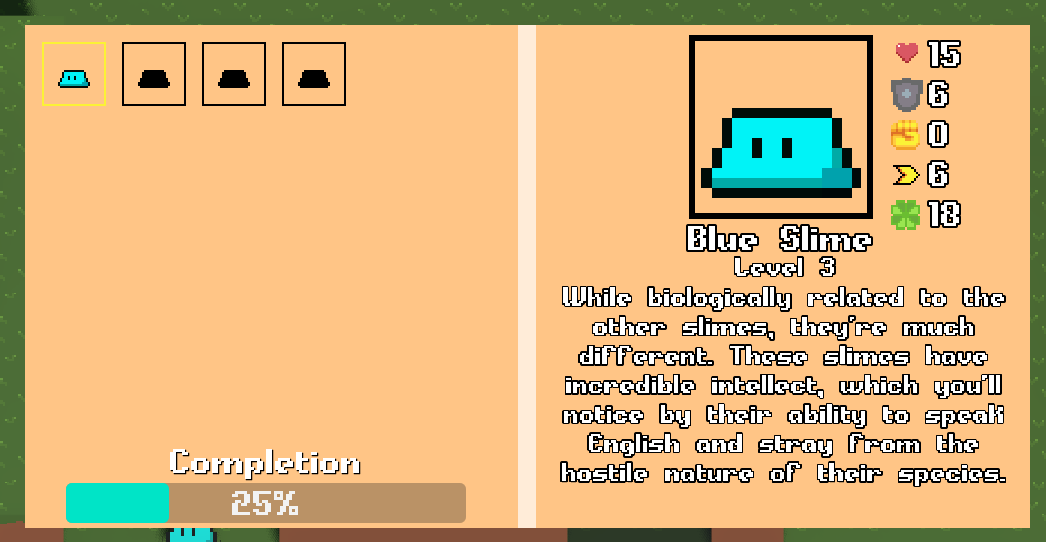 15
6
0
6
18
Blue Slime
Level 3
While biologically related to the
other slimes, they're much
different. These slimes have
incredible intellect, which you'll
notice by their ability to speak
English and stray from the
hostile nature of their species.
Completion
25%